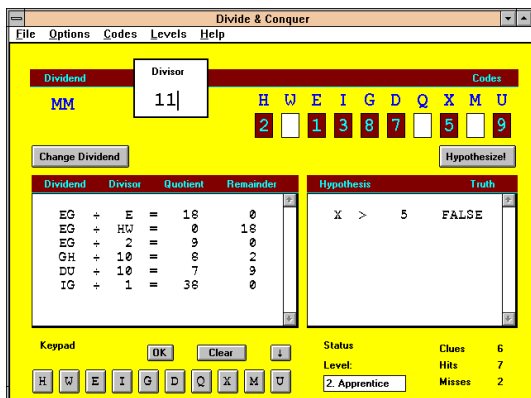 Divide & Conquer
File Options Codes Levels Help
Dividend Divisor Codes
MM 11 H W E I G D Q X M U
2 1 3 8 7 5 9
Change Dividend Hypothesize!
Dividend Divisor Quotient Remainder Hypothesis Truth
EG ÷ E = 18 0 X > 5 FALSE
EG ÷ HW = 0 18
EG ÷ 2 = 9 0
GH ÷ 10 = 8 2
DU ÷ 10 = 7 9
IG ÷ 1 = 38 0
Keypad OK Clear ↓ Status Clues 6
Level: Hits 7
H W E I G D Q X M U 2. Apprentice Misses 2